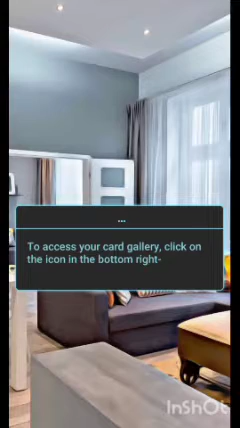 ...
To access your card gallery, click on
the icon in the bottom right-
InShOt